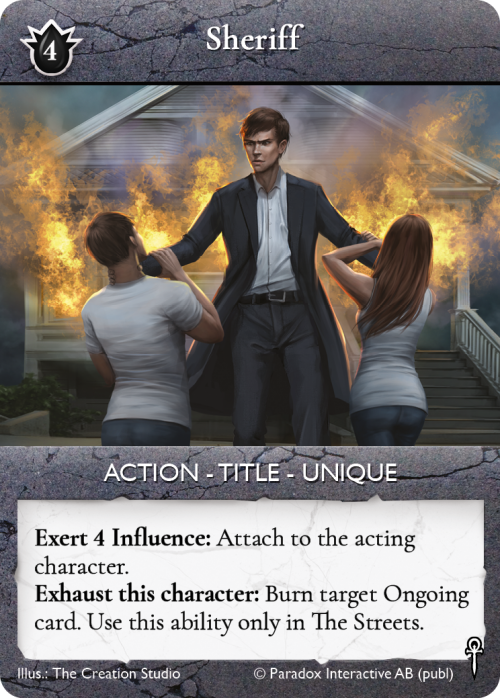 4
Sheriff
ACTION - TITLE - UNIQUE
Exert 4 Influence: Attach to the acting
character.
Exhaust this character: Burn target Ongoing
card. Use this ability only in The Streets.
Illus.: The Creation Studio © Paradox Interactive AB (publ)